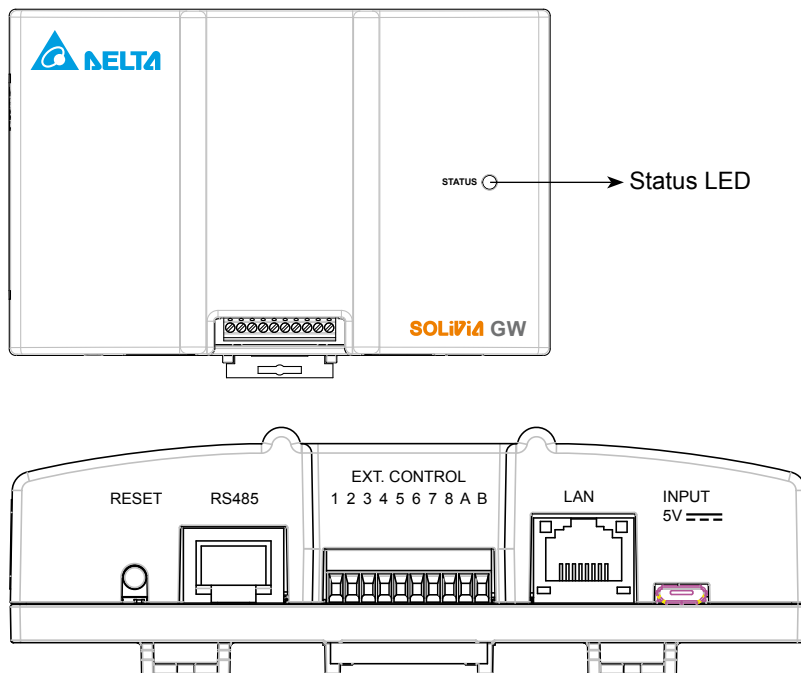 DELTA
STATUS
Status LED
SOLiViA GW
EXT. CONTROL
RESET RS485 1 2 3 4 5 6 7 8 A B LAN INPUT
5V